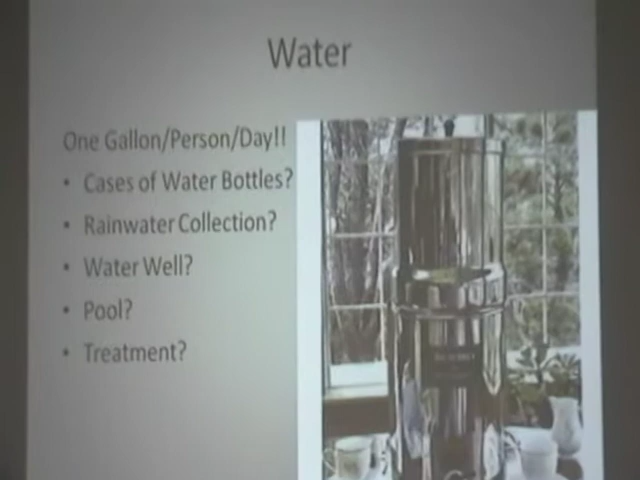 Water
One Gallon/Person/Day!!
• Cases of Water Bottles?
• Rainwater Collection?
• Water Well?
• Pool?
• Treatment?